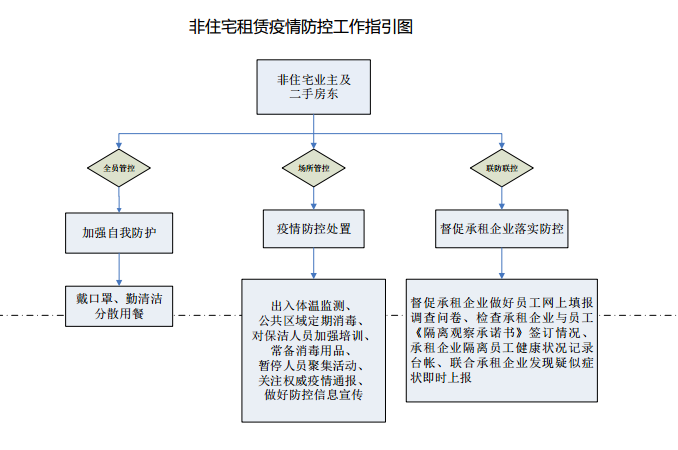 非住宅租赁疫情防控工作指引图
非住宅业主及
二手房东
全员管控
场所管控
联防联控
加强自我防护
疫情防控处置
督促承租企业落实防控
戴口罩、勤清洁
分散用餐
出入体温监测、
公共区域定期消毒、
对保洁人员加强培训、
常备消毒用品、
暂停人员聚集活动、
关注权威疫情通报、
做好防控信息宣传
督促承租企业做好员工网上填报
调查问卷、检查承租企业与员工
《隔离观察承诺书》签订情况、
承租企业隔离员工健康状况记录
台帐、联合承租企业发现疑似症
状即时上报